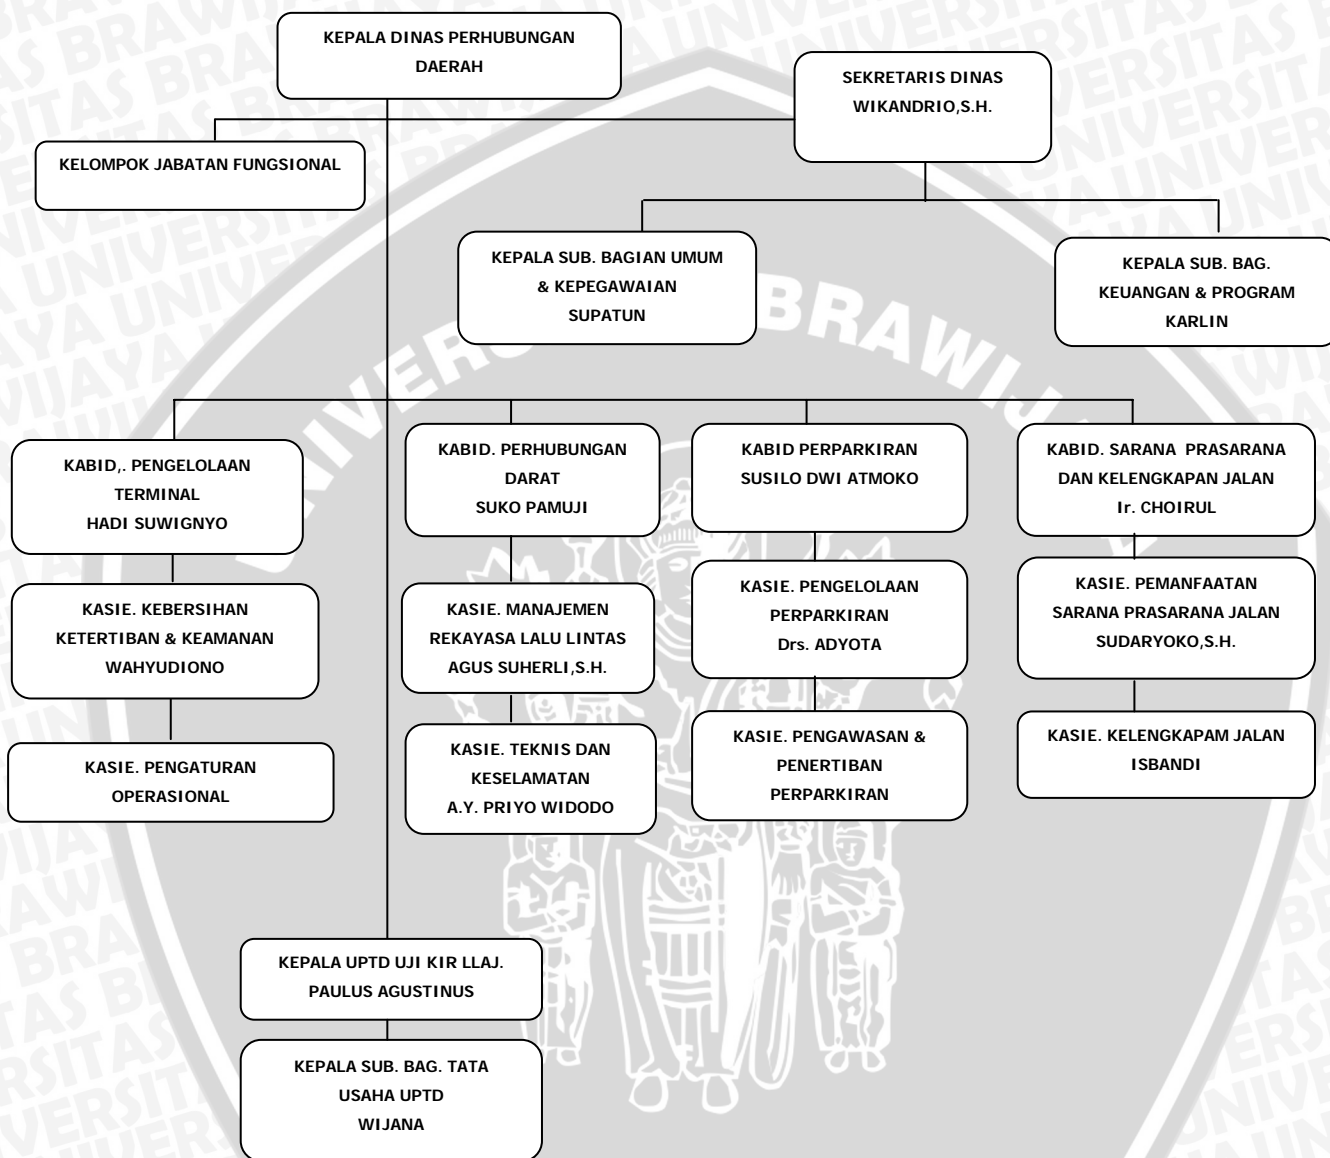 KEPALA DINAS PERHUBUNGAN
DAERAH
SEKRETARIS DINAS
WIKANDRIO,S.H.
KELOMPOK JABATAN FUNGSIONAL
KEPALA SUB. BAGIAN UMUM
& KEPEGAWAIAN
SUPATUN
KEPALA SUB. BAG.
KEUANGAN & PROGRAM
KARLIN
KABID,. PENGELOLAAN
TERMINAL
HADI SUWIGNYO
KABID. PERHUBUNGAN
DARAT
SUKO PAMUJI
KABID PERPARKIRAN
SUSILO DWI ATMOKO
KABID. SARANA  PRASARANA
DAN KELENGKAPAN JALAN
Ir. CHOIRUL
KASIE. KEBERSIHAN
KETERTIBAN & KEAMANAN
WAHYUDIONO
KASIE. MANAJEMEN
REKAYASA LALU LINTAS
AGUS SUHERLI,S.H.
KASIE. PENGELOLAAN
PERPARKIRAN
Drs. ADYOTA
KASIE. PEMANFAATAN
SARANA PRASARANA JALAN
SUDARYOKO,S.H.
KASIE. PENGATURAN
OPERASIONAL
KASIE. TEKNIS DAN
KESELAMATAN
A.Y. PRIYO WIDODO
KASIE. PENGAWASAN &
PENERTIBAN
PERPARKIRAN
KASIE. KELENGKAPAM JALAN
ISBANDI
KEPALA UPTD UJI KIR LLAJ.
PAULUS AGUSTINUS
KEPALA SUB. BAG. TATA
USAHA UPTD
WIJANA